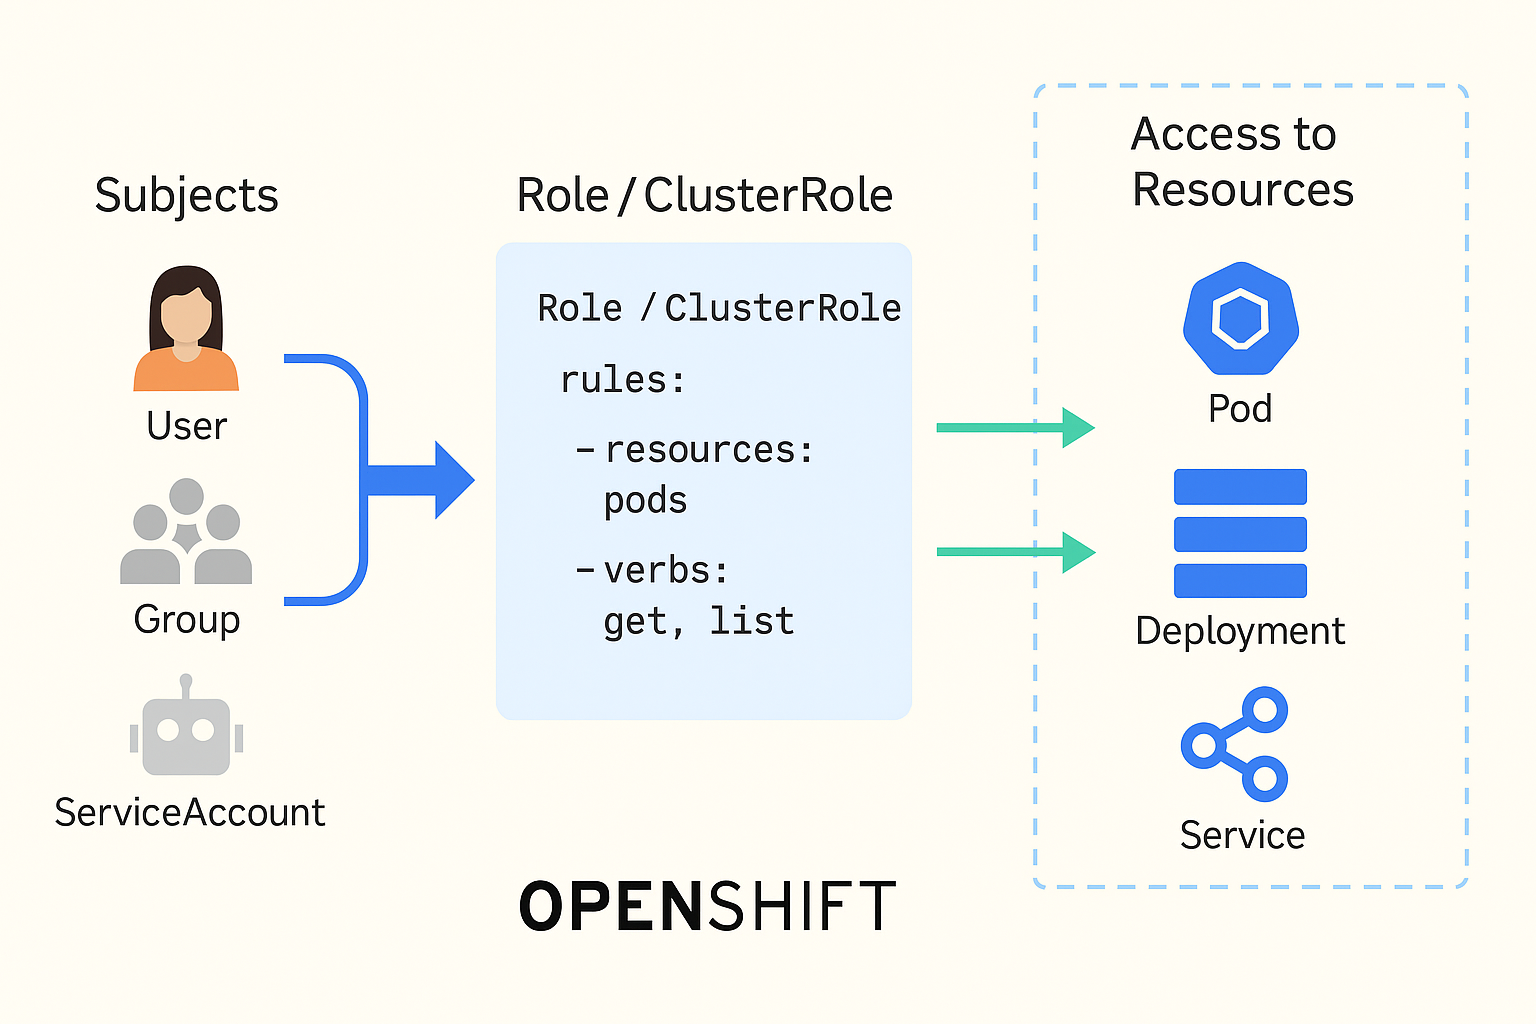 Subjects
User
Group
ServiceAccount
Role / ClusterRole
Role / ClusterRole
rules:
– resources:
pods
– verbs:
get, list
Access to
Resources
Pod
Deployment
Service
OPENSHIFT